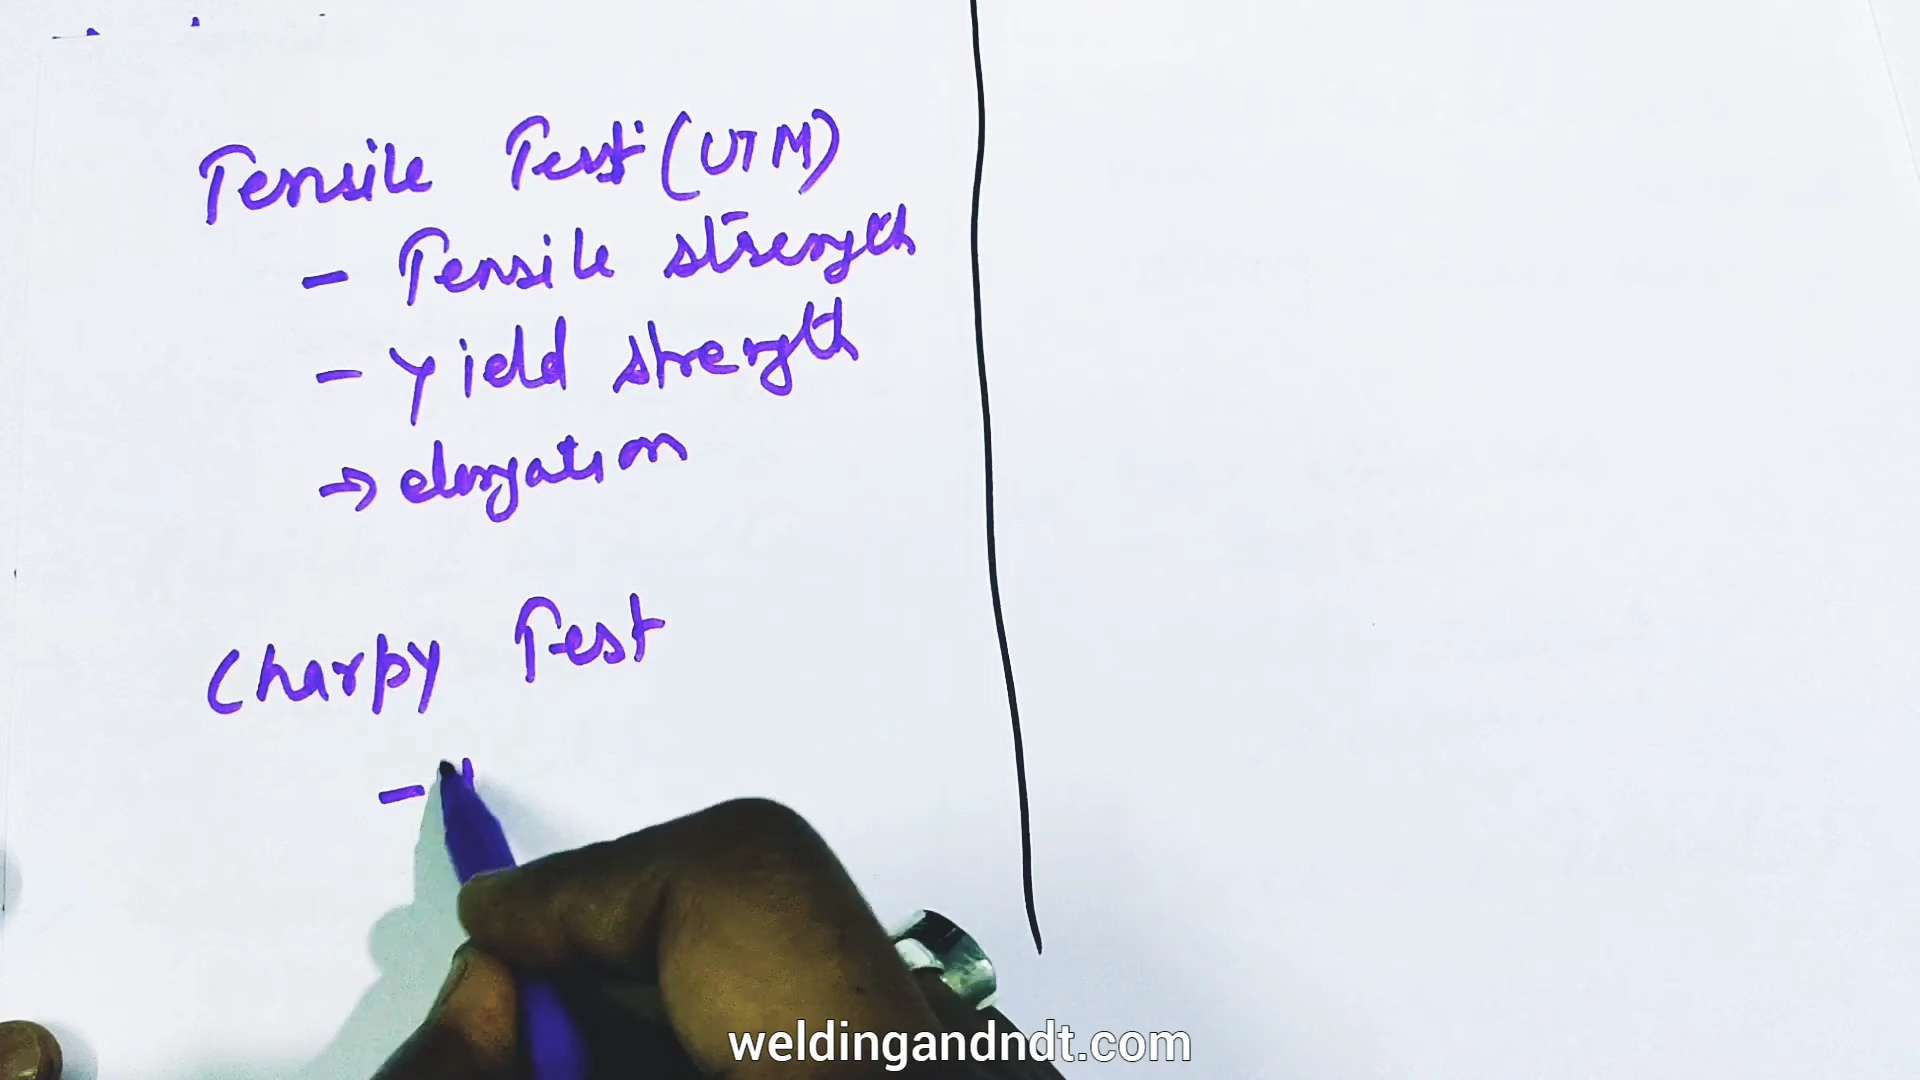 Tensile Test (UTM)
- Tensile strength
- Yield strength
→ elongation
Charpy Test
-
weldingandndt.com